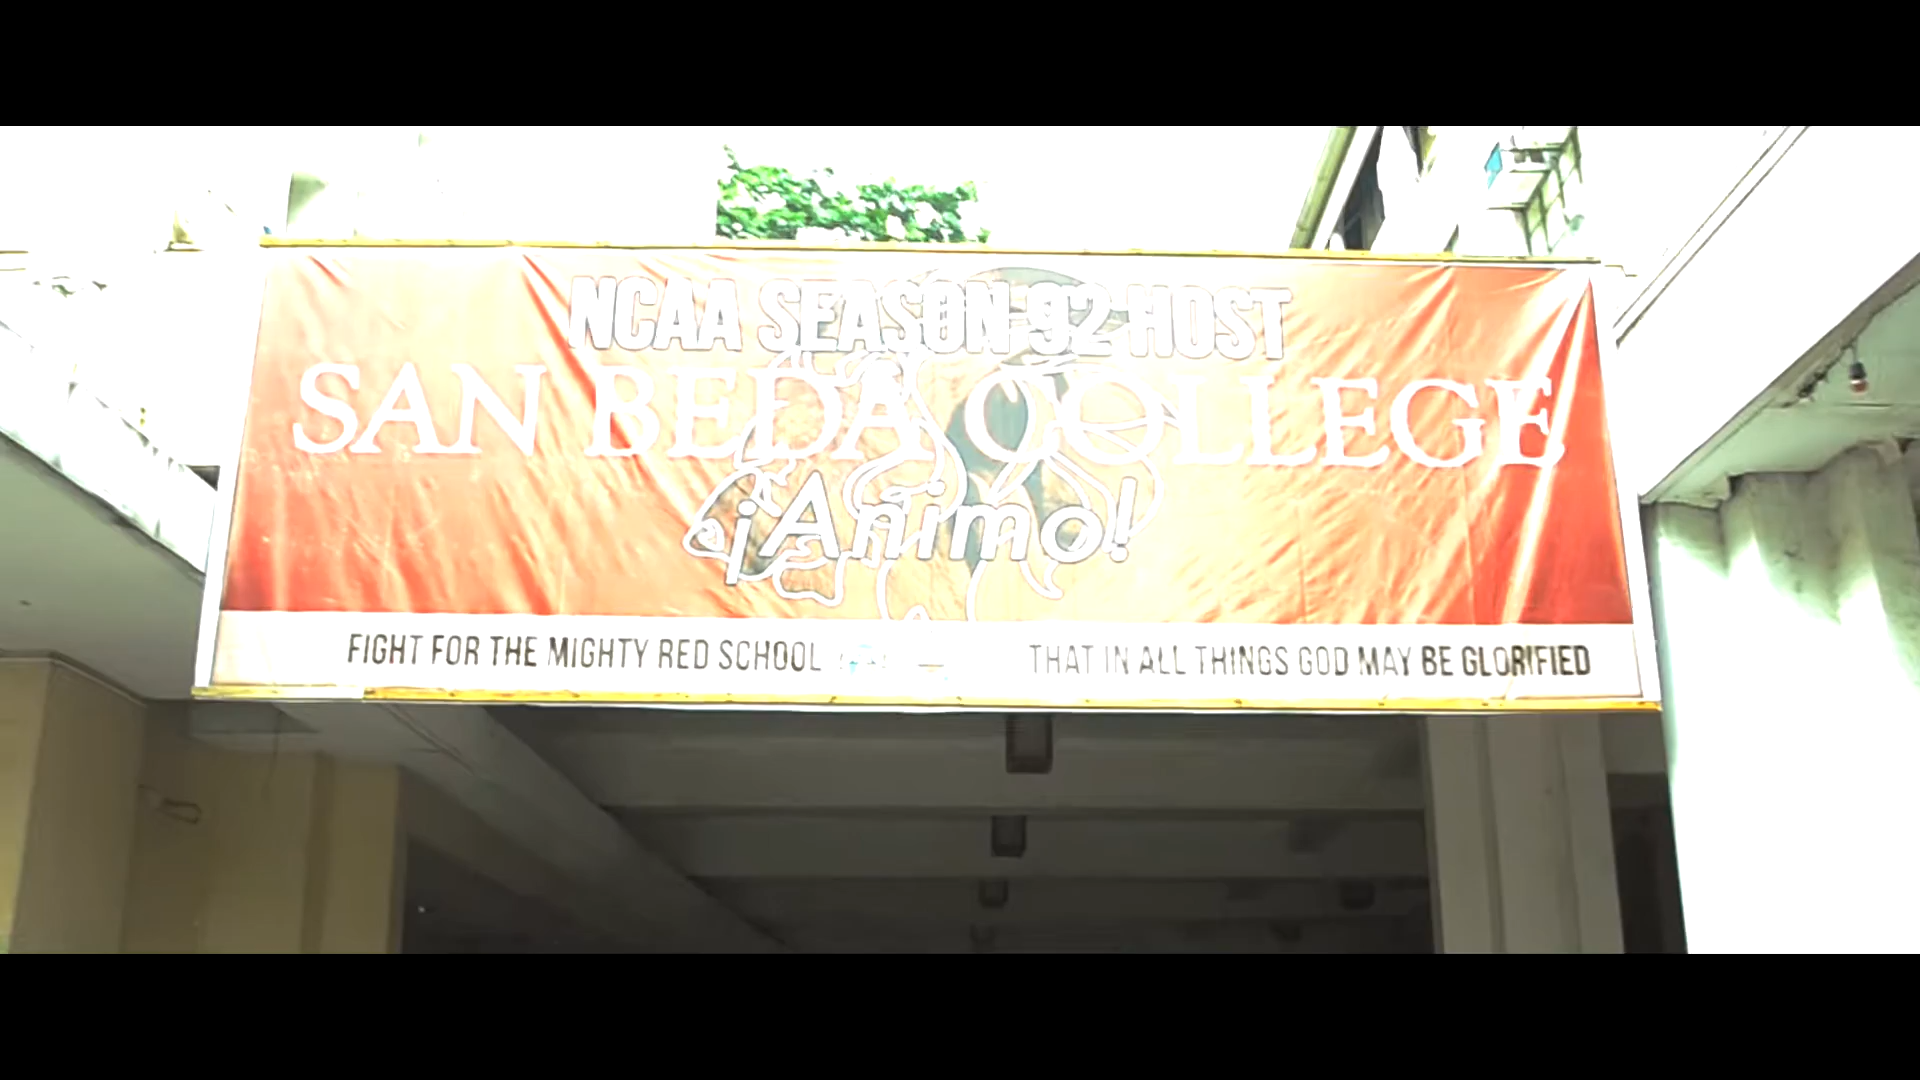 NCAA SEASON 92 HOST
SAN BEDA COLLEGE
¡Animo!
FIGHT FOR THE MIGHTY RED SCHOOL
THAT IN ALL THINGS GOD MAY BE GLORIFIED